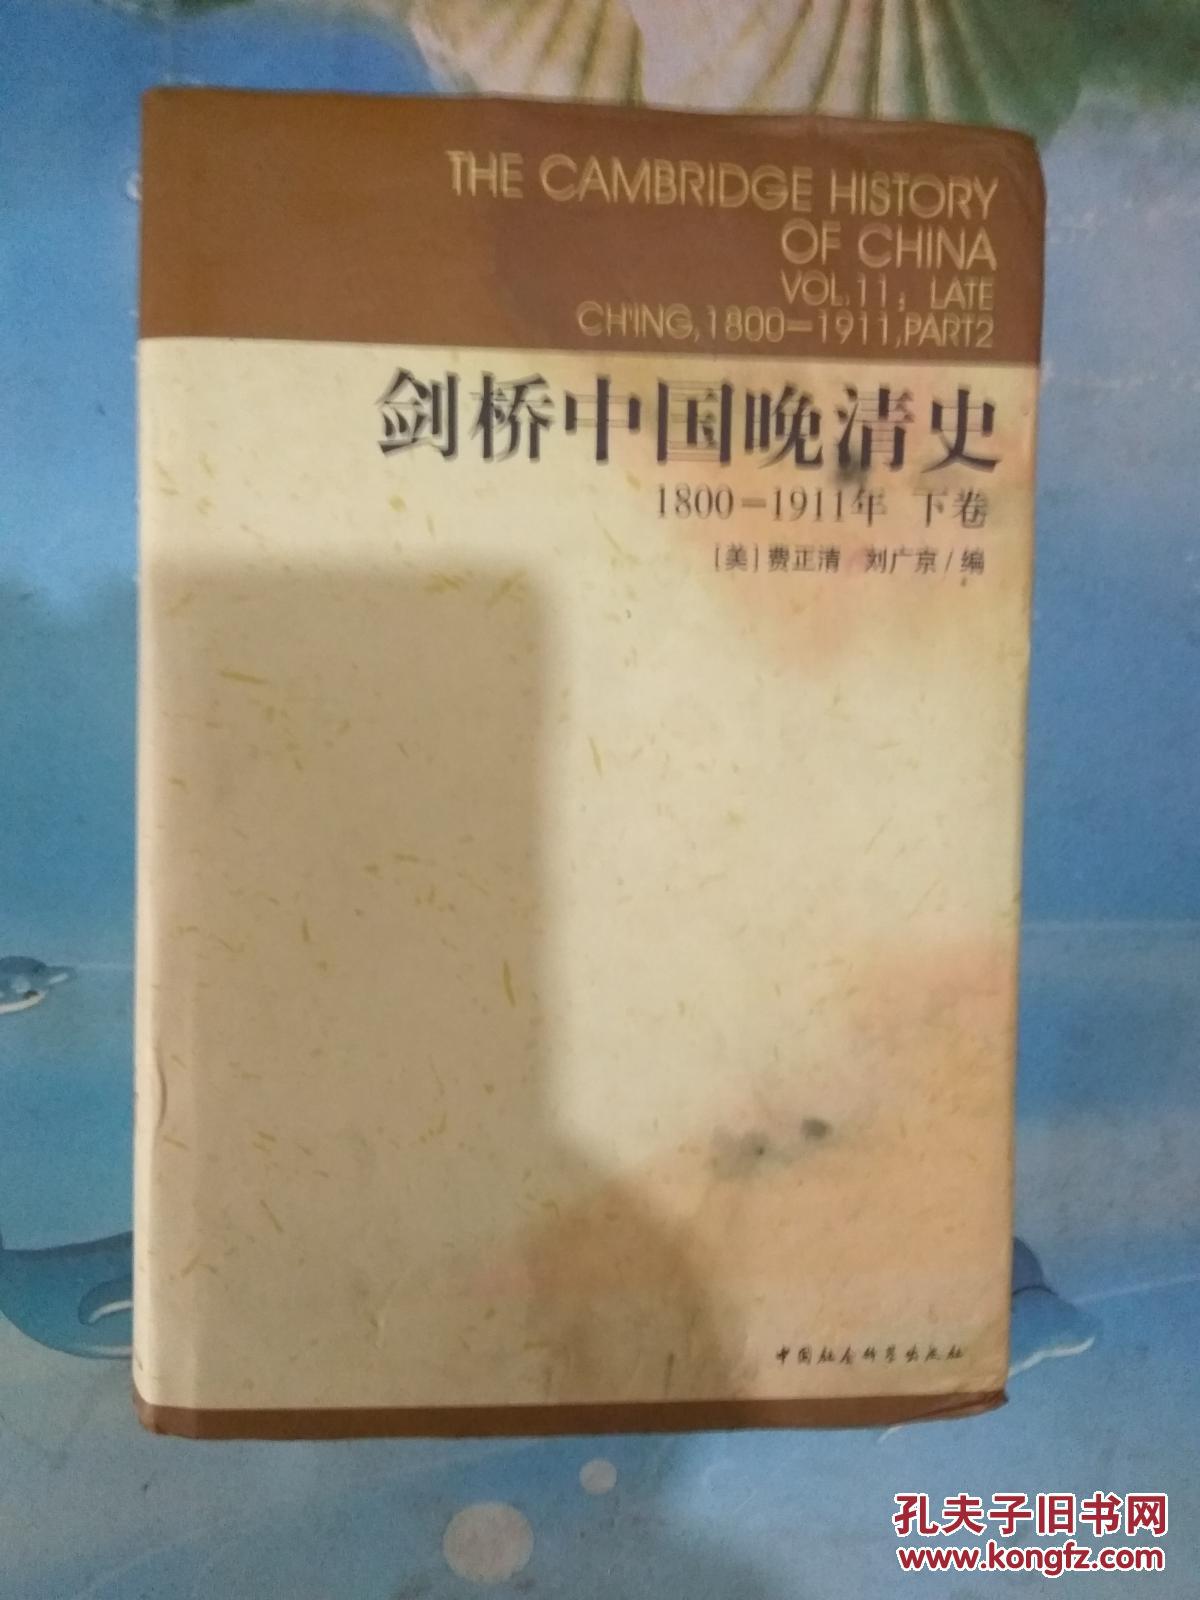 THE CAMBRIDGE HISTORY
OF CHINA
VOL.11; LATE
CH'ING,1800-1911,PART2
剑桥中国晚清史
1800-1911年 下卷
[美]费正清 刘广京/编
中国社会科学出版社
孔夫子旧书网
www.kongfz.com